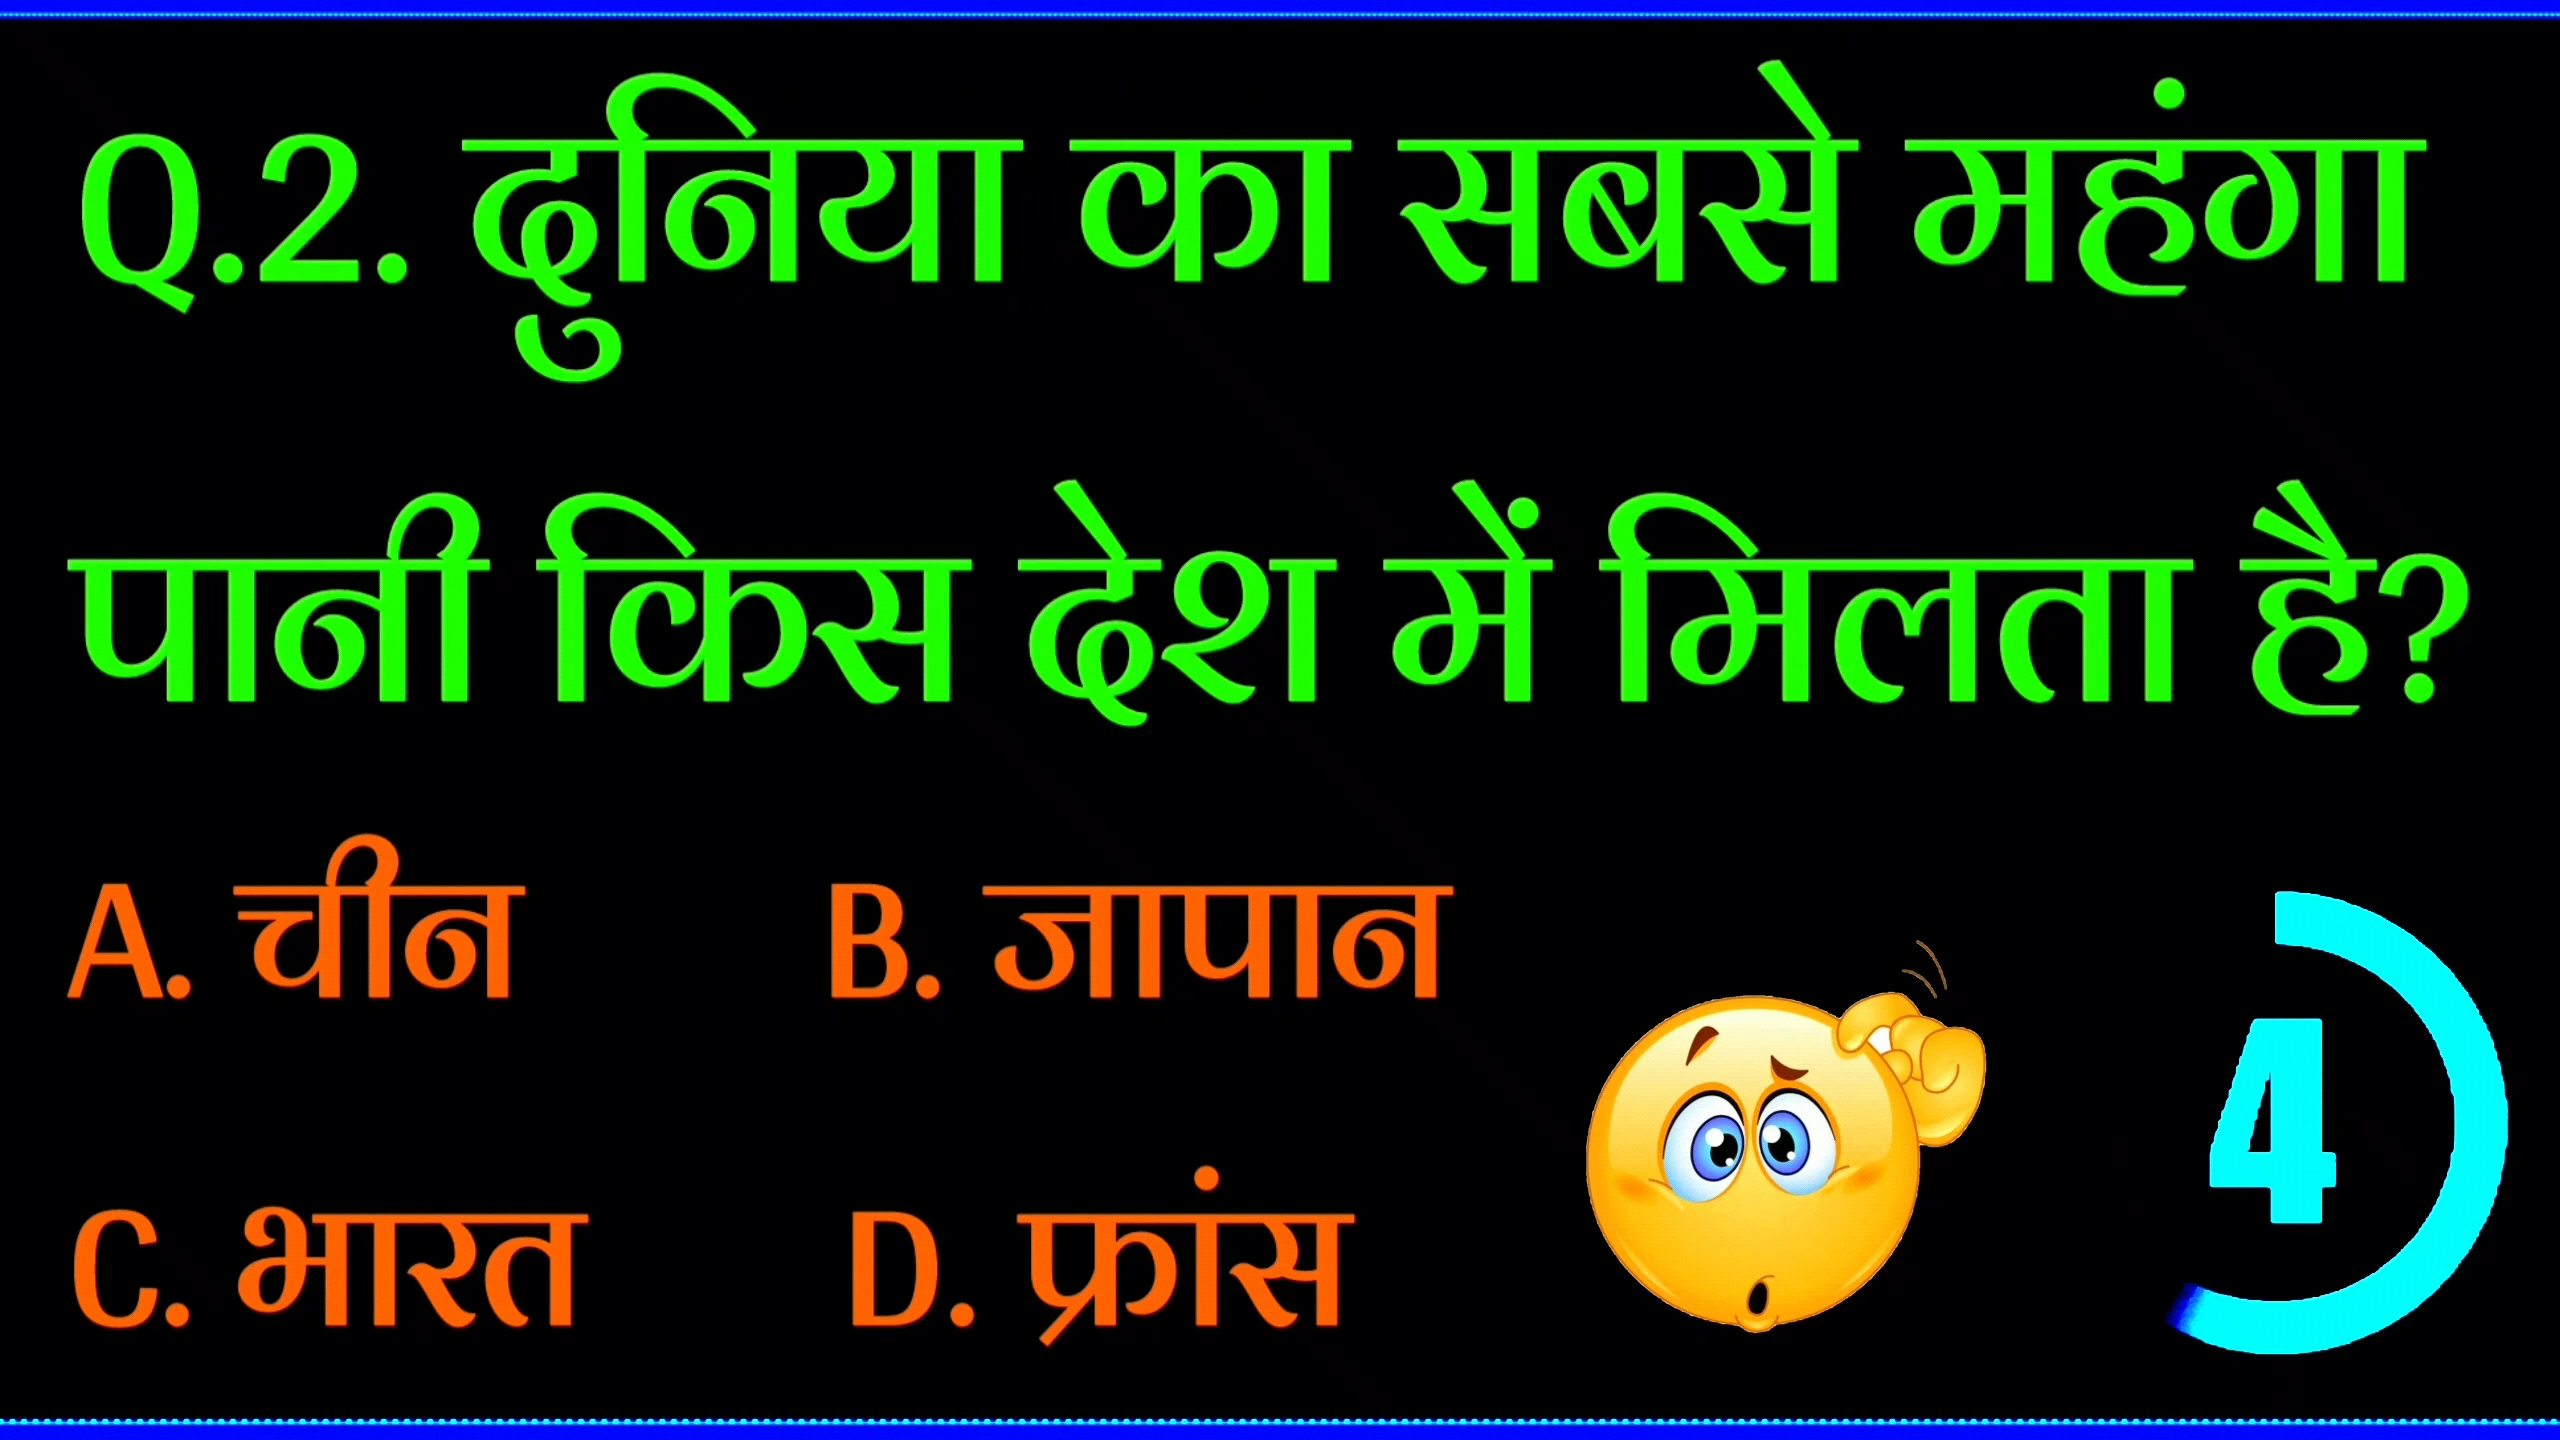 Q.2. दुनिया का सबसे महंगा
पानी किस देश में मिलता है?
A. चीन B. जापान
C. भारत D. फ्रांस
4